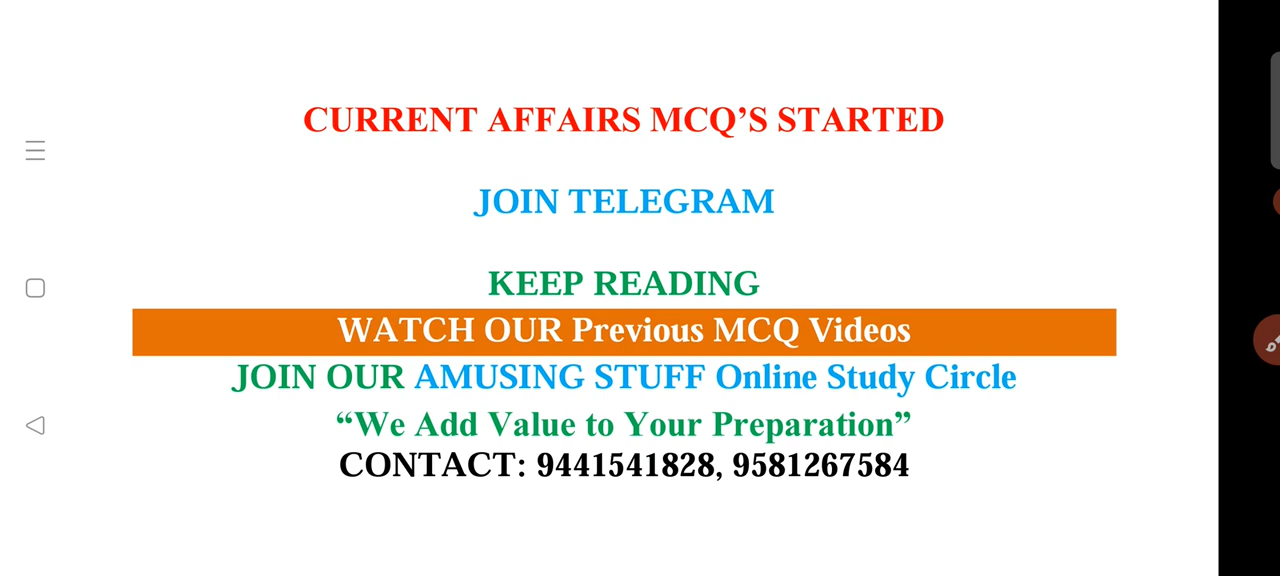 CURRENT AFFAIRS MCQ’S STARTED
JOIN TELEGRAM
KEEP READING
WATCH OUR Previous MCQ Videos
JOIN OUR AMUSING STUFF Online Study Circle
“We Add Value to Your Preparation”
CONTACT: 9441541828, 9581267584